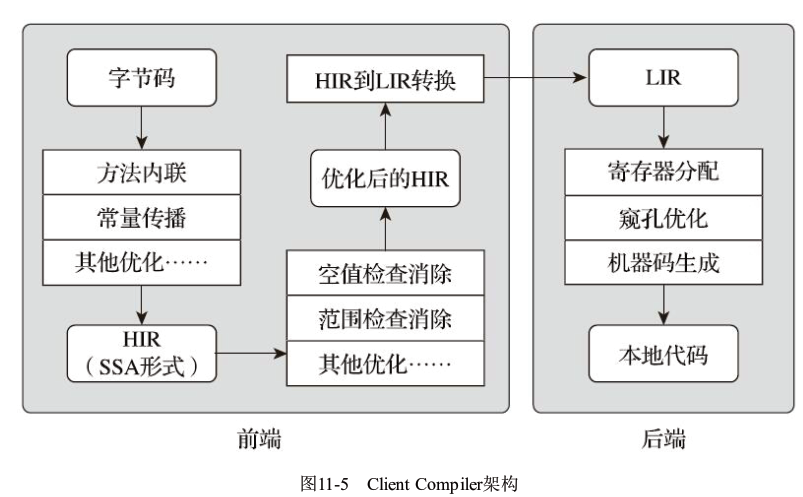 字节码
方法内联
常量传播
其他优化……
HIR
（SSA形式）
空值检查消除
范围检查消除
其他优化……
优化后的HIR
HIR到LIR转换
前端
LIR
寄存器分配
窥孔优化
机器码生成
本地代码
后端
图11-5 Client Compiler架构